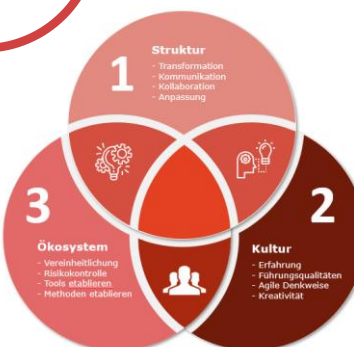 1
Struktur
- Transformation
- Kommunikation
- Kollaboration
- Anpassung
2
Kultur
- Erfahrung
- Führungsqualitäten
- Agile Denkweise
- Kreativität
3
Ökosystem
- Vereinheitlichung
- Risikokontrolle
- Tools etablieren
- Methoden etablieren